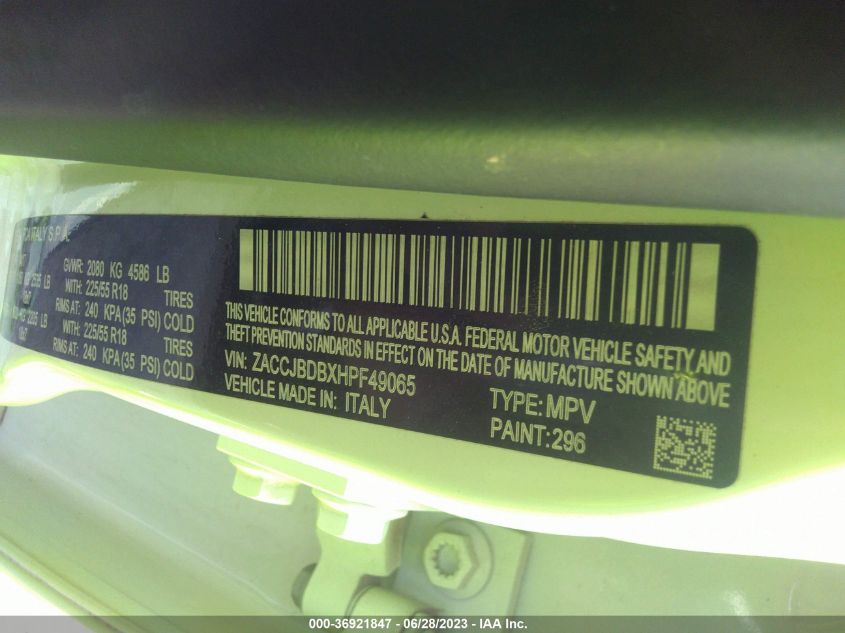 ITALY S.P.A.
GVWR: 2080 KG 4586 LB
WITH: 225/55 R18 TIRES
RIMS AT: 240 KPA (35 PSI) COLD
WITH: 225/55 R18 TIRES
RIMS AT: 240 KPA (35 PSI) COLD
THIS VEHICLE CONFORMS TO ALL APPLICABLE U.S.A. FEDERAL MOTOR VEHICLE SAFETY AND
THEFT PREVENTION STANDARDS IN EFFECT ON THE DATE OF MANUFACTURE SHOWN ABOVE
VIN: ZACCJBDBXHPF49065
TYPE: MPV
VEHICLE MADE IN: ITALY
PAINT: 296
000-36921847 - 06/28/2023 - IAA Inc.